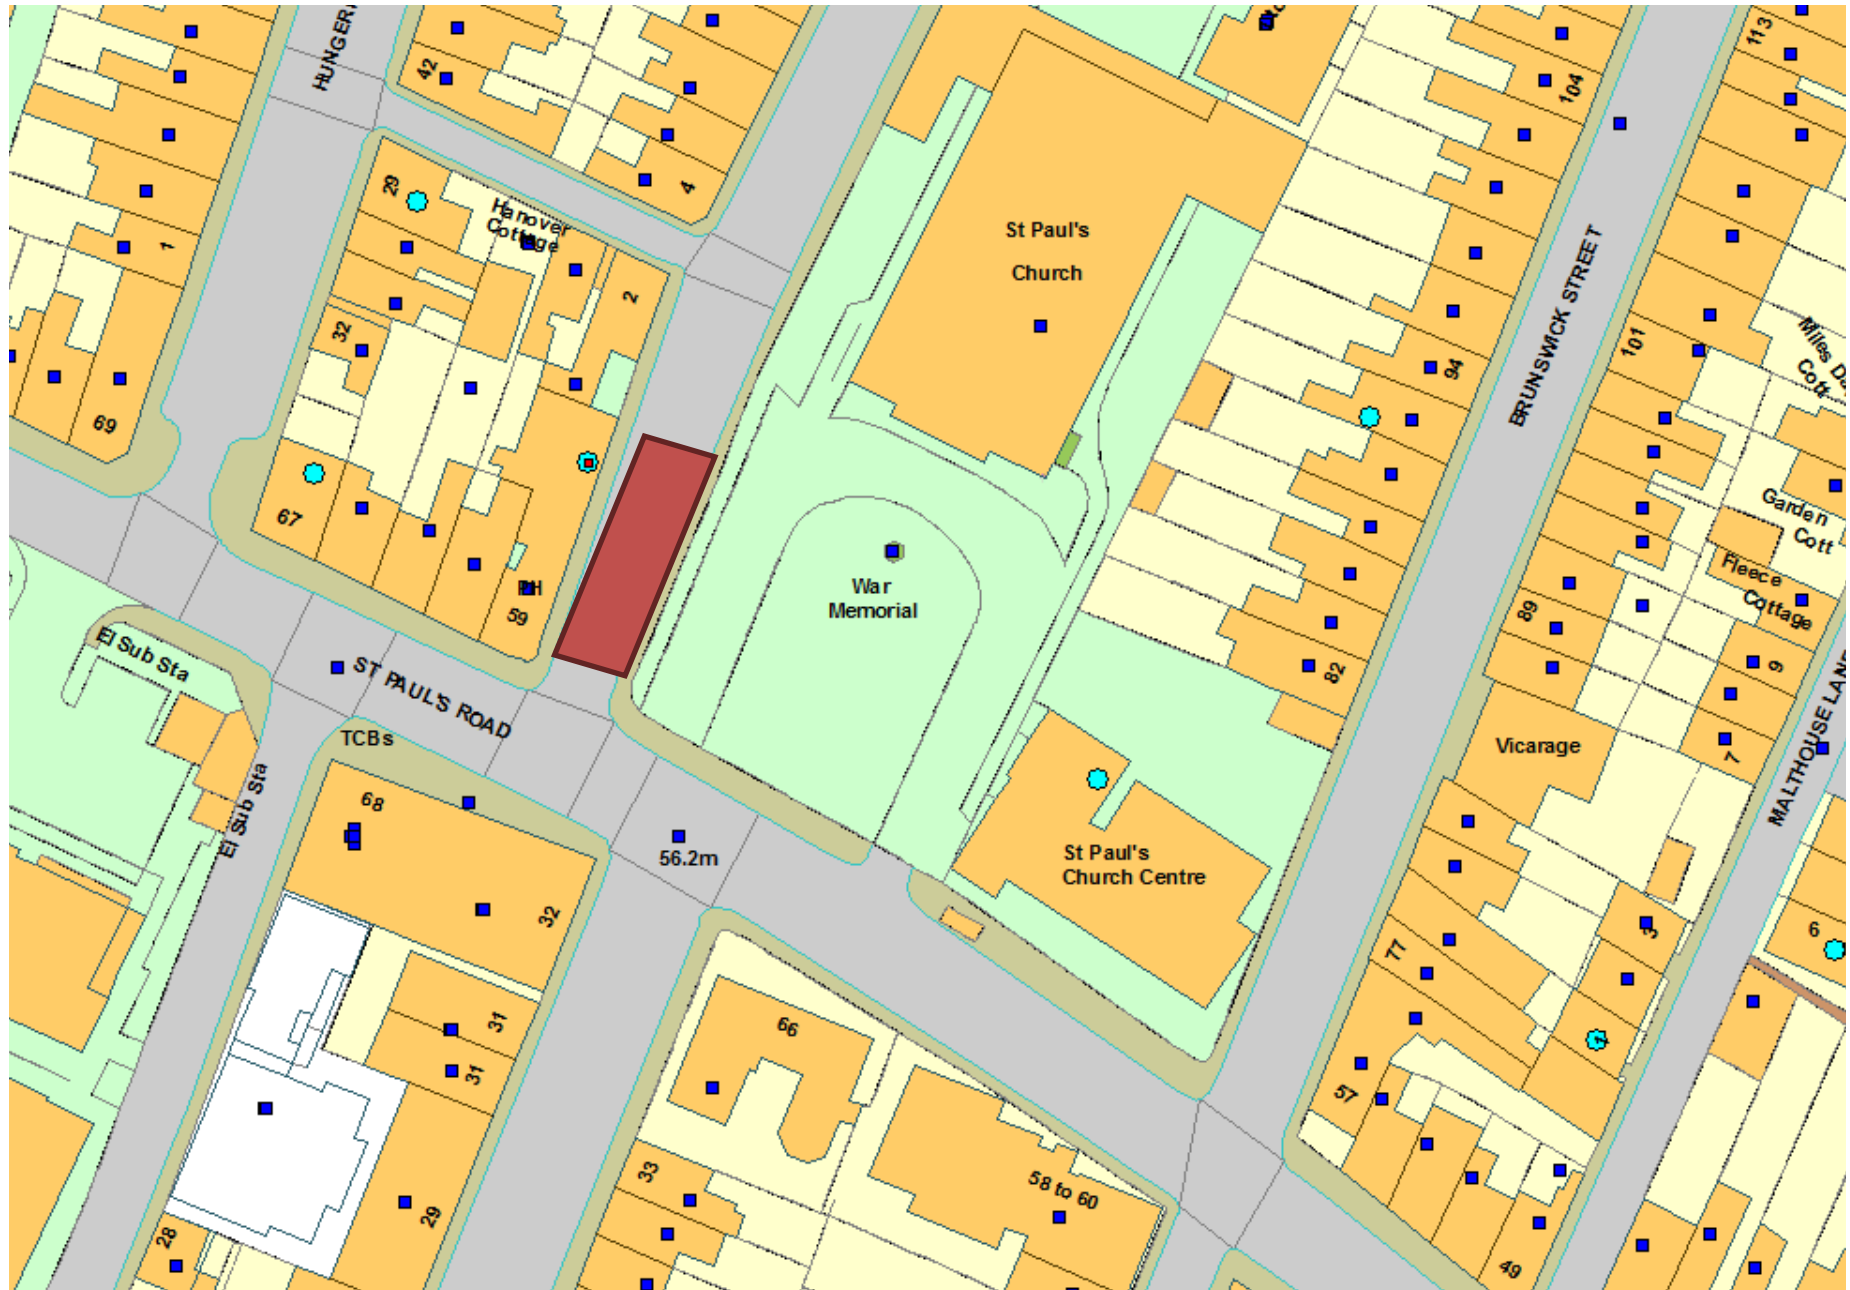 HUNGER
42
113
104
29
4
Hanover
Cottage
1
St Paul's
Church
2
32
BRUNSWICK STREET
101
94
69
67
Garden
Cott
War
Memorial
Fleece
Cottage
PH
59
89
El Sub Sta
82
9
ST PAUL'S ROAD
MALTHOUSE LANE
TCBs
Vicarage
7
El Sub Sta
68
56.2m
St Paul's
Church Centre
32
77
3
6
31
66
1
31
57
33
58 to 60
29
28
49